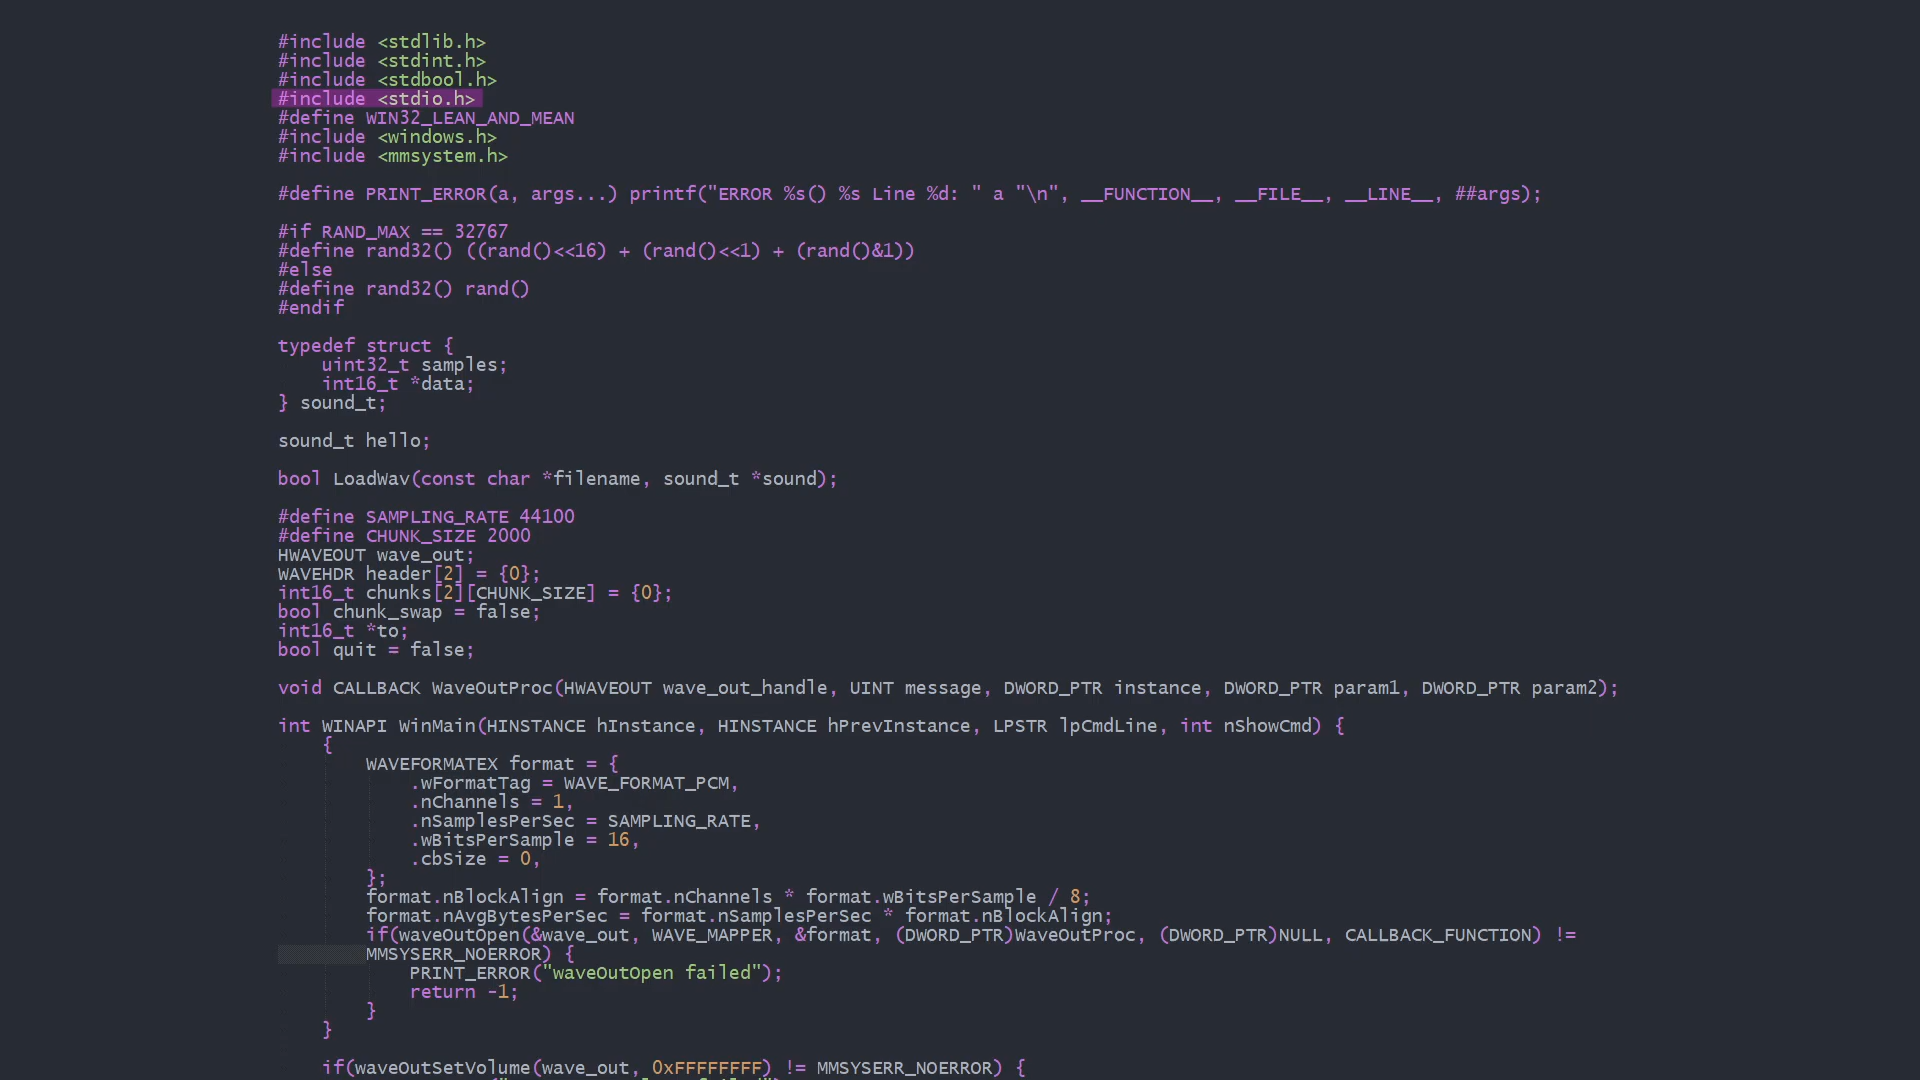 #include <stdlib.h>
#include <stdint.h>
#include <stdbool.h>
#include <stdio.h>
#define WIN32_LEAN_AND_MEAN
#include <windows.h>
#include <mmsystem.h>
#define PRINT_ERROR(a, args...) printf("ERROR %s() %s Line %d: " a "\n", __FUNCTION__, __FILE__, __LINE__, ##args);
#if RAND_MAX == 32767
#define rand32() ((rand()<<16) + (rand()<<1) + (rand()&1))
#else
#define rand32() rand()
#endif
typedef struct {
    uint32_t samples;
    int16_t *data;
} sound_t;
sound_t hello;
bool LoadWav(const char *filename, sound_t *sound);
#define SAMPLING_RATE 44100
#define CHUNK_SIZE 2000
HWAVEOUT wave_out;
WAVEHDR header[2] = {0};
int16_t chunks[2][CHUNK_SIZE] = {0};
bool chunk_swap = false;
int16_t *to;
bool quit = false;
void CALLBACK WaveOutProc(HWAVEOUT wave_out_handle, UINT message, DWORD_PTR instance, DWORD_PTR param1, DWORD_PTR param2);
int WINAPI WinMain(HINSTANCE hInstance, HINSTANCE hPrevInstance, LPSTR lpCmdLine, int nShowCmd) {
    {
        WAVEFORMATEX format = {
            .wFormatTag = WAVE_FORMAT_PCM,
            .nChannels = 1,
            .nSamplesPerSec = SAMPLING_RATE,
            .wBitsPerSample = 16,
            .cbSize = 0,
        };
        format.nBlockAlign = format.nChannels * format.wBitsPerSample / 8;
        format.nAvgBytesPerSec = format.nSamplesPerSec * format.nBlockAlign;
        if(waveOutOpen(&wave_out, WAVE_MAPPER, &format, (DWORD_PTR)WaveOutProc, (DWORD_PTR)NULL, CALLBACK_FUNCTION) !=
        MMSYSERR_NOERROR) {
            PRINT_ERROR("waveOutOpen failed");
            return -1;
        }
    }
    if(waveOutSetVolume(wave_out, 0xFFFFFFFF) != MMSYSERR_NOERROR) {